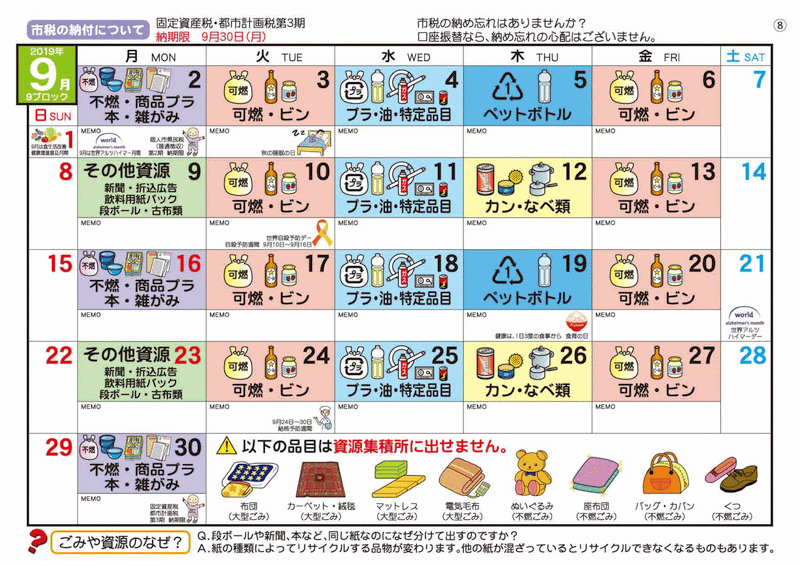 市税の納付について
固定資産税・都市計画税第3期
納期限 9月30日(月)
市税の納め忘れはありませんか?
口座振替なら、納め忘れの心配はございません。
⑧
2019年
9月
9ブロック
日 SUN
月 MON
火 TUE
水 WED
木 THU
金 FRI
土 SAT
1
9月は食生活改善
健康増進普及月間
2
不燃
不燃・商品プラ
本・雑がみ
MEMO
world
alzheimer's month
9月は世界アルツハイマー月間
個人市県民税
(普通徴収)
第2期 納期限
3
可燃
可燃・ビン
MEMO
秋の睡眠の日
4
プラ
プラ・油・特定品目
MEMO
5
1
ペットボトル
MEMO
6
可燃
可燃・ビン
MEMO
7
8
9
その他資源
新聞・折込広告
飲料用紙パック
段ボール・古布類
MEMO
10
可燃
可燃・ビン
MEMO
世界自殺予防デー
自殺予防週間 9月10日~9月16日
11
プラ
プラ・油・特定品目
MEMO
12
カン・なべ類
MEMO
13
可燃
可燃・ビン
MEMO
14
15
16
不燃
不燃・商品プラ
本・雑がみ
MEMO
17
可燃
可燃・ビン
MEMO
18
プラ
プラ・油・特定品目
MEMO
19
1
ペットボトル
MEMO
健康は、1日3度の食事から 食育の日
20
可燃
可燃・ビン
MEMO
21
world
alzheimer's month
世界アルツ
ハイマーデー
22
23
その他資源
新聞・折込広告
飲料用紙パック
段ボール・古布類
MEMO
24
可燃
可燃・ビン
MEMO
9月24日~30日
結核予防週間
25
プラ
プラ・油・特定品目
MEMO
26
カン・なべ類
MEMO
27
可燃
可燃・ビン
MEMO
28
29
30
不燃
不燃・商品プラ
本・雑がみ
MEMO
固定資産税
都市計画税
第3期 納期限
以下の品目は資源集積所に出せません。
布団
(大型ごみ)
カーペット・絨毯
(大型ごみ)
マットレス
(大型ごみ)
電気毛布
(大型ごみ)
ぬいぐるみ
(不燃ごみ)
座布団
(不燃ごみ)
バッグ・カバン
(不燃ごみ)
くつ
(不燃ごみ)
ごみや資源のなぜ?
Q. 段ボールや新聞、本など、同じ紙なのになぜ分けて出すのですか?
A. 紙の種類によってリサイクルする品物が変わります。他の紙が混ざっているとリサイクルできなくなるものもあります。